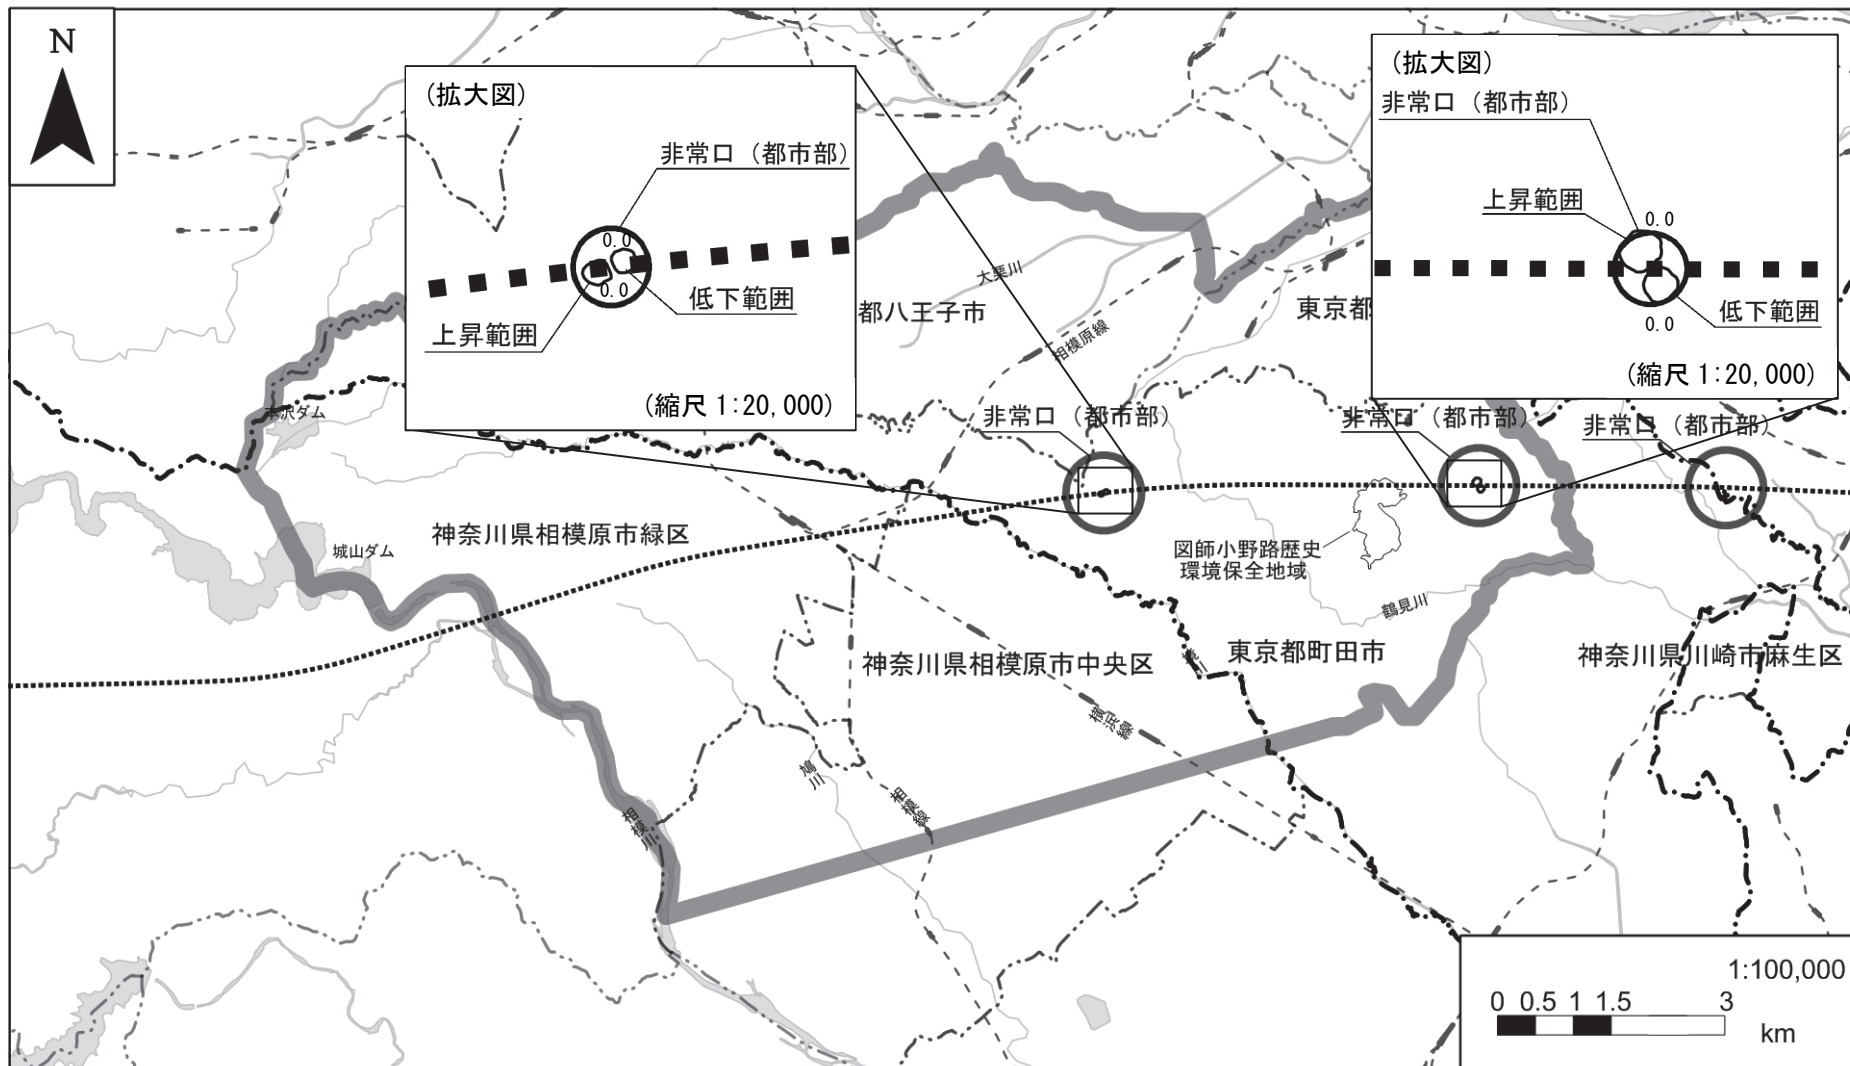 N
(拡大図)
非常口（都市部）
0.0
0.0
低下範囲
上昇範囲
(縮尺 1:20,000)
(拡大図)
非常口（都市部）
上昇範囲
0.0
0.0
低下範囲
(縮尺 1:20,000)
大栗川
都八王子市
東京都
相模原線
本沢ダム
非常口（都市部）
非常口（都市部）
非常口（都市部）
城山ダム
神奈川県相模原市緑区
図師小野路歴史
環境保全地域
鶴見川
神奈川県相模原市中央区
境川
東京都町田市
神奈川県川崎市麻生区
横浜線
鳩川
相模線
相模川
1:100,000
0 0.5 1 1.5 3
km